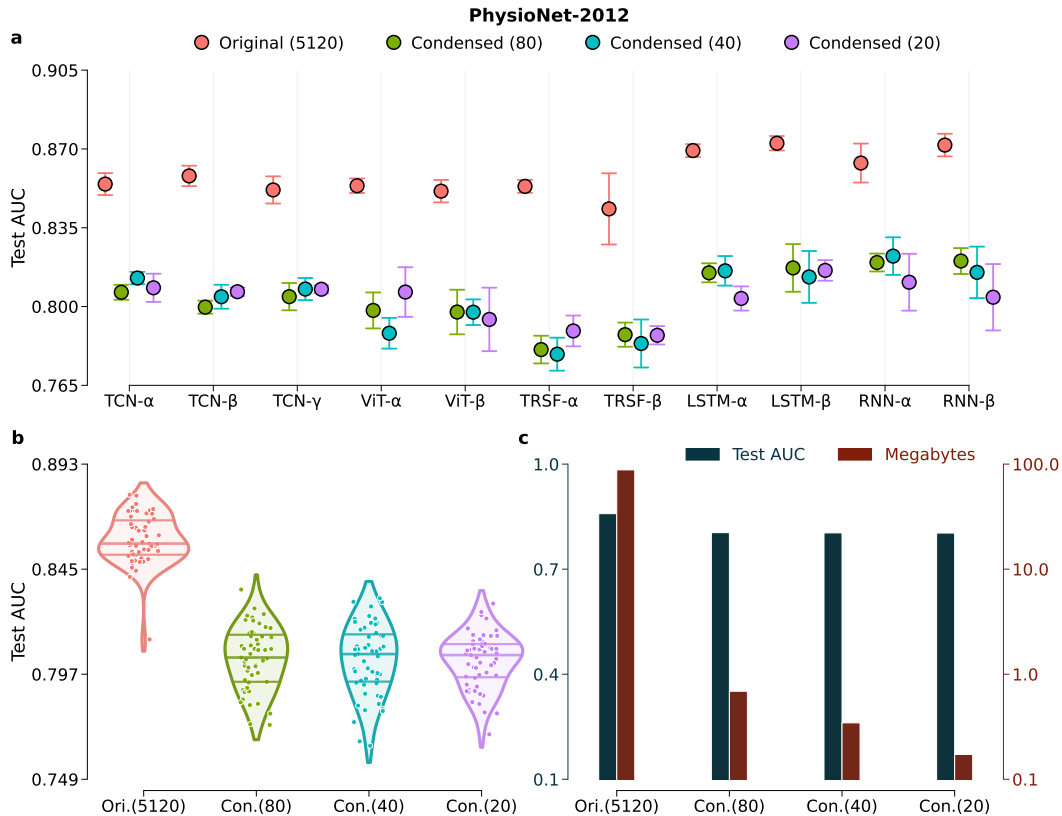 PhysioNet-2012
a
Original (5120) Condensed (80) Condensed (40) Condensed (20)
Test AUC
0.905
0.870
0.835
0.800
0.765
TCN-α TCN-β TCN-γ ViT-α ViT-β TRSF-α TRSF-β LSTM-α LSTM-β RNN-α RNN-β
b
Test AUC
0.893
0.845
0.797
0.749
Ori.(5120) Con.(80) Con.(40) Con.(20)
c
Test AUC Megabytes
1.0
0.7
0.4
0.1
100.0
10.0
1.0
0.1
Ori.(5120) Con.(80) Con.(40) Con.(20)